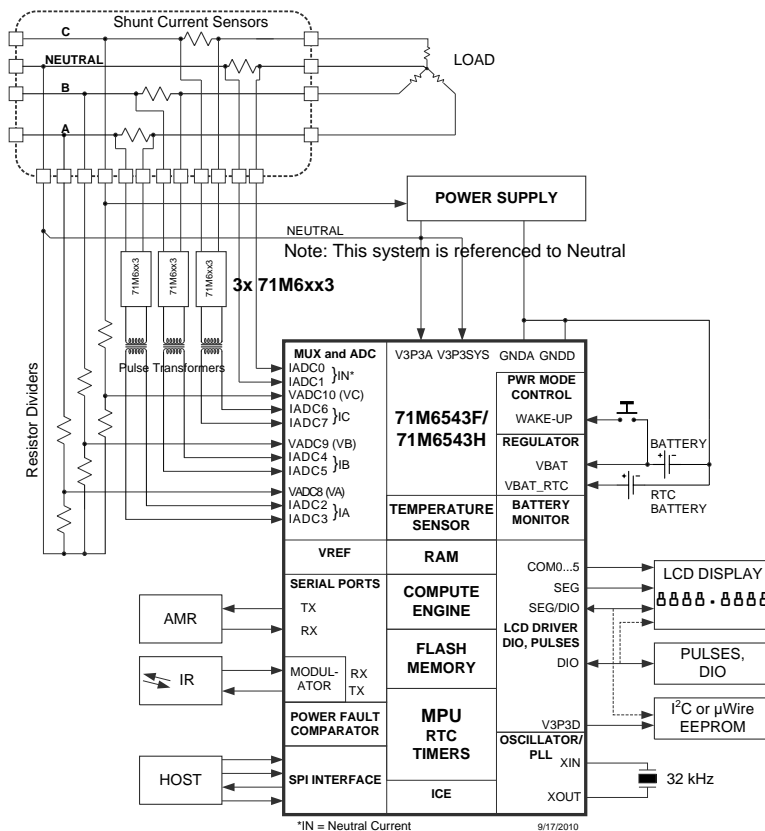 Shunt Current Sensors
C
NEUTRAL
B
A
LOAD
POWER SUPPLY
NEUTRAL
Note: This system is referenced to Neutral
71M6xx3
71M6xx3
71M6xx3
3x 71M6xx3
Pulse Transformers
Resistor Dividers
MUX and ADC
IADC0
IADC1
}IN*
VADC10 (VC)
IADC6
IADC7
}IC
VADC9 (VB)
IADC4
IADC5
}IB
VADC8 (VA)
IADC2
IADC3
}IA
V3P3A
V3P3SYS
GNDA
GNDD
71M6543F/
71M6543H
PWR MODE
CONTROL
WAKE-UP
REGULATOR
VBAT
VBAT_RTC
BATTERY
+
-
+
-
RTC
BATTERY
TEMPERATURE
SENSOR
BATTERY
MONITOR
VREF
RAM
SERIAL PORTS
TX
RX
AMR
COMPUTE
ENGINE
COM0...5
SEG
SEG/DIO
LCD DRIVER
DIO, PULSES
DIO
LCD DISPLAY
8888.8888
FLASH
MEMORY
PULSES,
DIO
IR
MODUL-
ATOR
RX
TX
I2C or µWire
EEPROM
V3P3D
POWER FAULT
COMPARATOR
MPU
RTC
TIMERS
OSCILLATOR/
PLL
XIN
XOUT
32 kHz
HOST
SPI INTERFACE
ICE
*IN = Neutral Current
9/17/2010